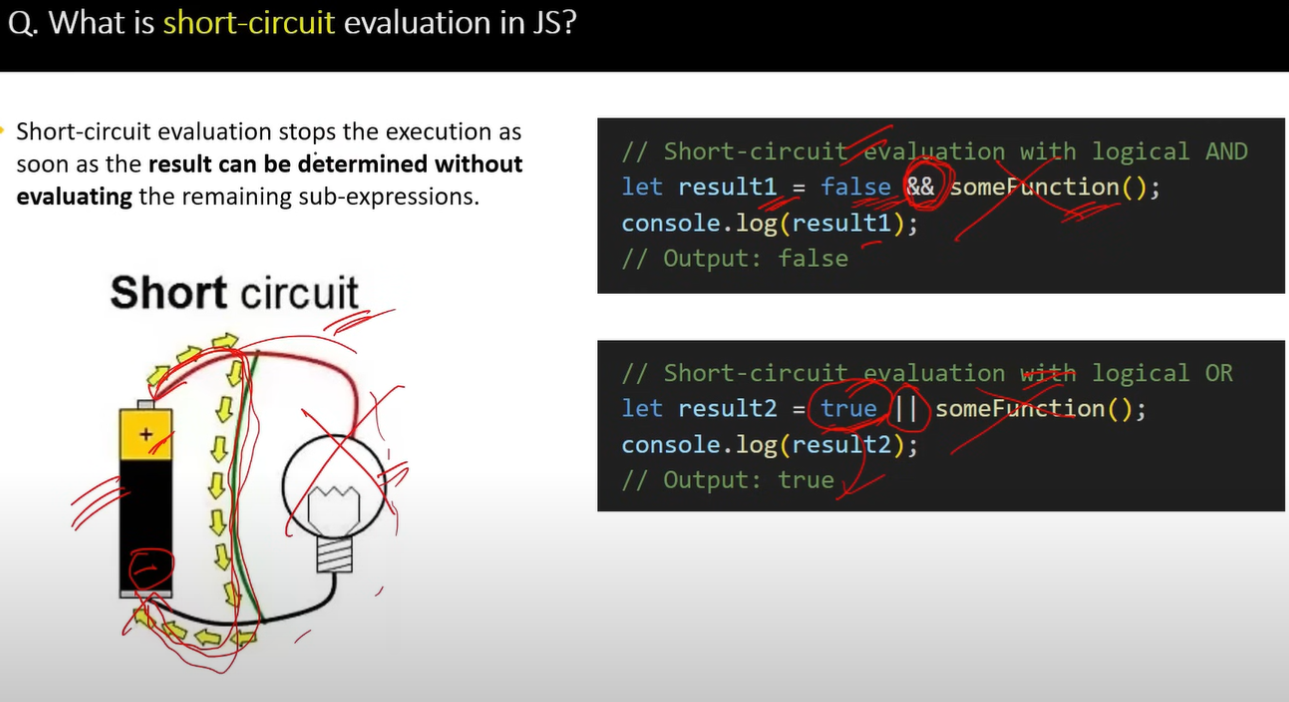 Q. What is short-circuit evaluation in JS?
Short-circuit evaluation stops the execution as
soon as the result can be determined without
evaluating the remaining sub-expressions.
Short circuit
+
-
// Short-circuit evaluation with logical AND
let result1 = false && someFunction();
console.log(result1);
// Output: false
// Short-circuit evaluation with logical OR
let result2 = true || someFunction();
console.log(result2);
// Output: true